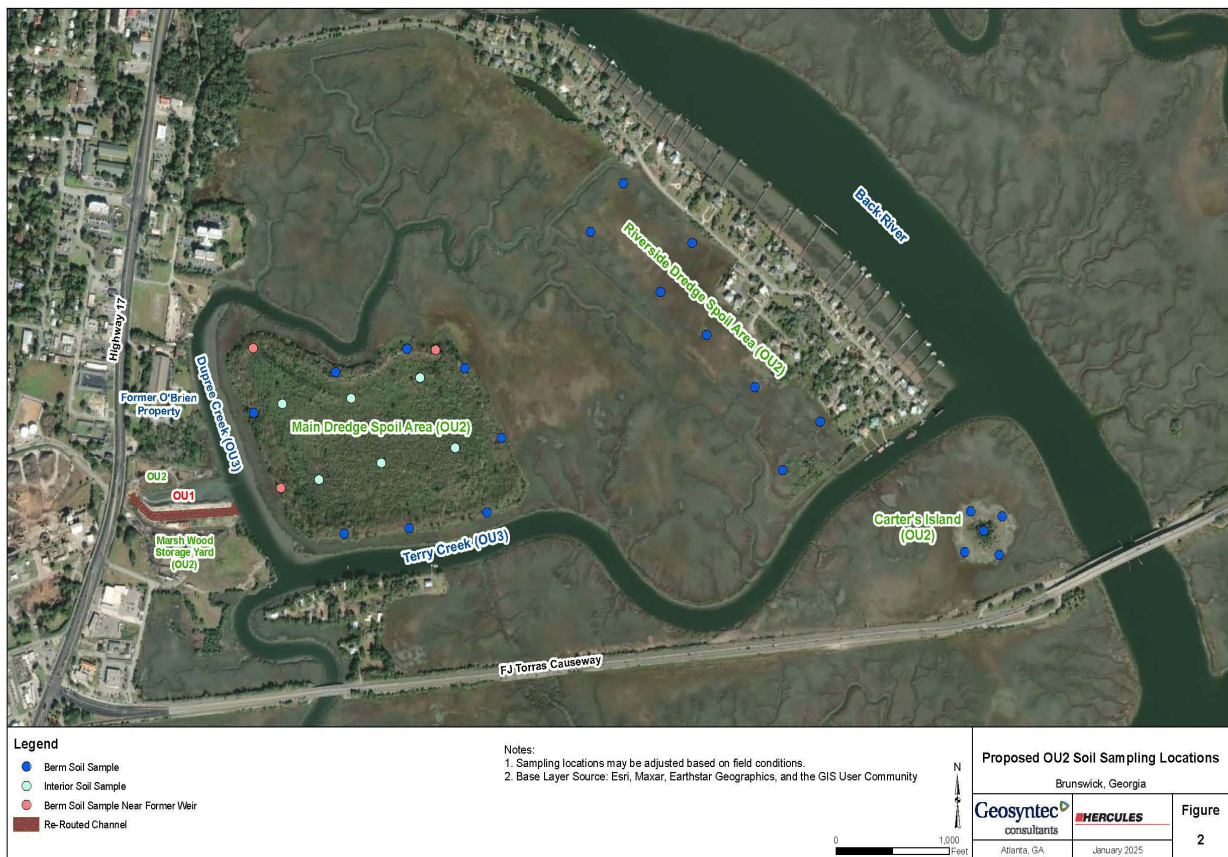 Back River
Riverside Dredge Spoil Area (OU2)
Highway 17
Dupree Creek (OU3)
Former O'Brien
Property
Main Dredge Spoil Area (OU2)
OU2
OU1
Marsh Wood
Storage Yard
(OU2)
Terry Creek (OU3)
Carter's Island
(OU2)
FJ Torras Causeway
Legend
Berm Soil Sample
Interior Soil Sample
Berm Soil Sample Near Former Weir
Re-Routed Channel
Notes:
1. Sampling locations may be adjusted based on field conditions.
2. Base Layer Source: Esri, Maxar, Earthstar Geographics, and the GIS User Community
N
0 1,000
Feet
Proposed OU2 Soil Sampling Locations
Brunswick, Georgia
Geosyntec
consultants
HERCULES
Figure
2
Atlanta, GA
January 2025